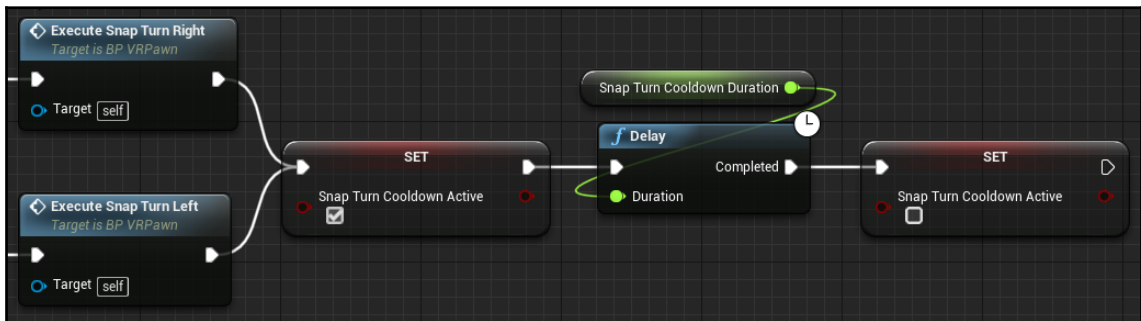 Execute Snap Turn Right
Target is BP VRPawn
Target self
Execute Snap Turn Left
Target is BP VRPawn
Target self
SET
Snap Turn Cooldown Active
Snap Turn Cooldown Duration
f Delay
Completed
Duration
SET
Snap Turn Cooldown Active